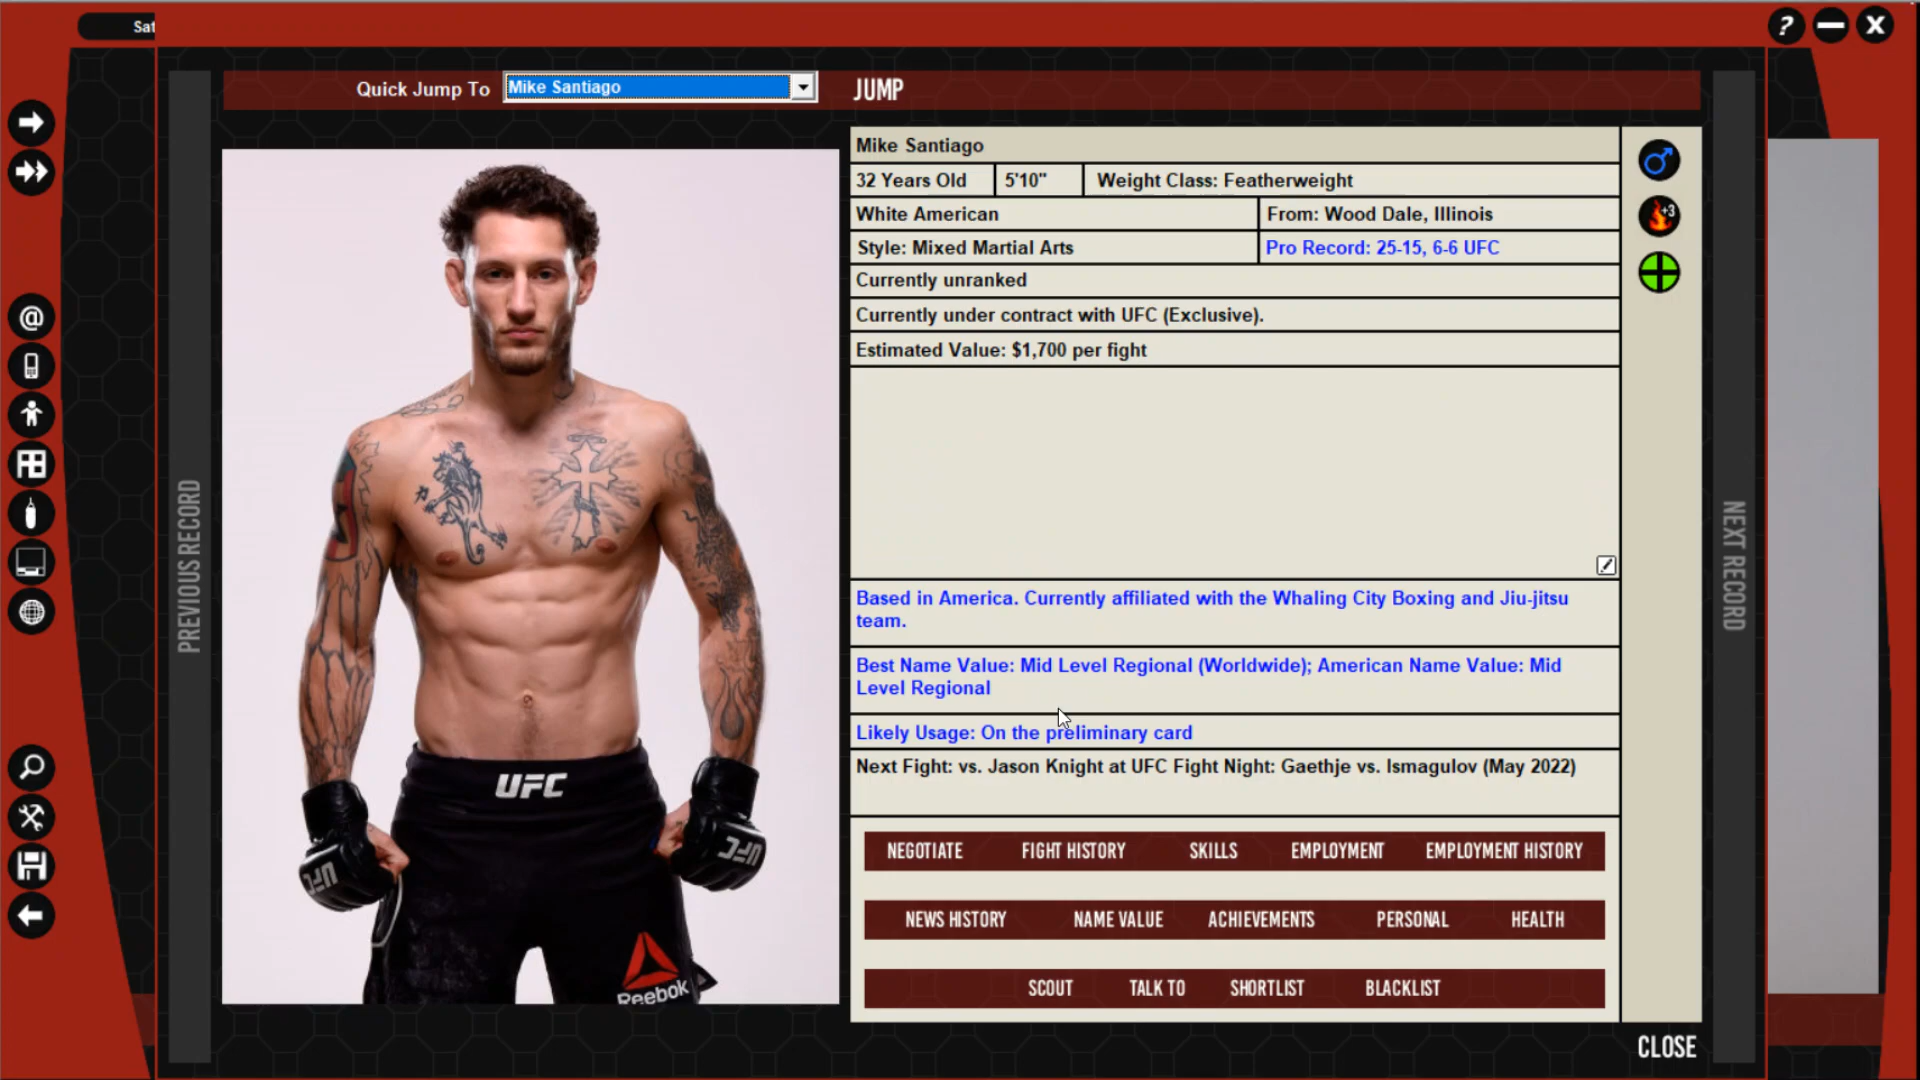 Sat
?
X
Quick Jump To
Mike Santiago
JUMP
Mike Santiago
32 Years Old
5'10"
Weight Class: Featherweight
White American
From: Wood Dale, Illinois
Style: Mixed Martial Arts
Pro Record: 25-15, 6-6 UFC
Currently unranked
Currently under contract with UFC (Exclusive).
Estimated Value: $1,700 per fight
+3
@
PREVIOUS RECORD
NEXT RECORD
Based in America. Currently affiliated with the Whaling City Boxing and Jiu-jitsu
team.
Best Name Value: Mid Level Regional (Worldwide); American Name Value: Mid
Level Regional
Likely Usage: On the preliminary card
Next Fight: vs. Jason Knight at UFC Fight Night: Gaethje vs. Ismagulov (May 2022)
UFC
UFC
UFC
Reebok
NEGOTIATE FIGHT HISTORY SKILLS EMPLOYMENT EMPLOYMENT HISTORY
NEWS HISTORY NAME VALUE ACHIEVEMENTS PERSONAL HEALTH
SCOUT TALK TO SHORTLIST BLACKLIST
CLOSE